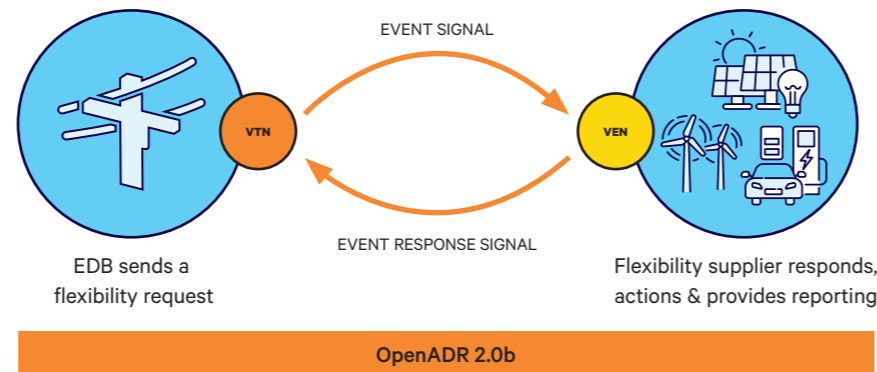 EVENT SIGNAL
VTN
VEN
EVENT RESPONSE SIGNAL
EDB sends a
flexibility request
Flexibility supplier responds,
actions & provides reporting
OpenADR 2.0b